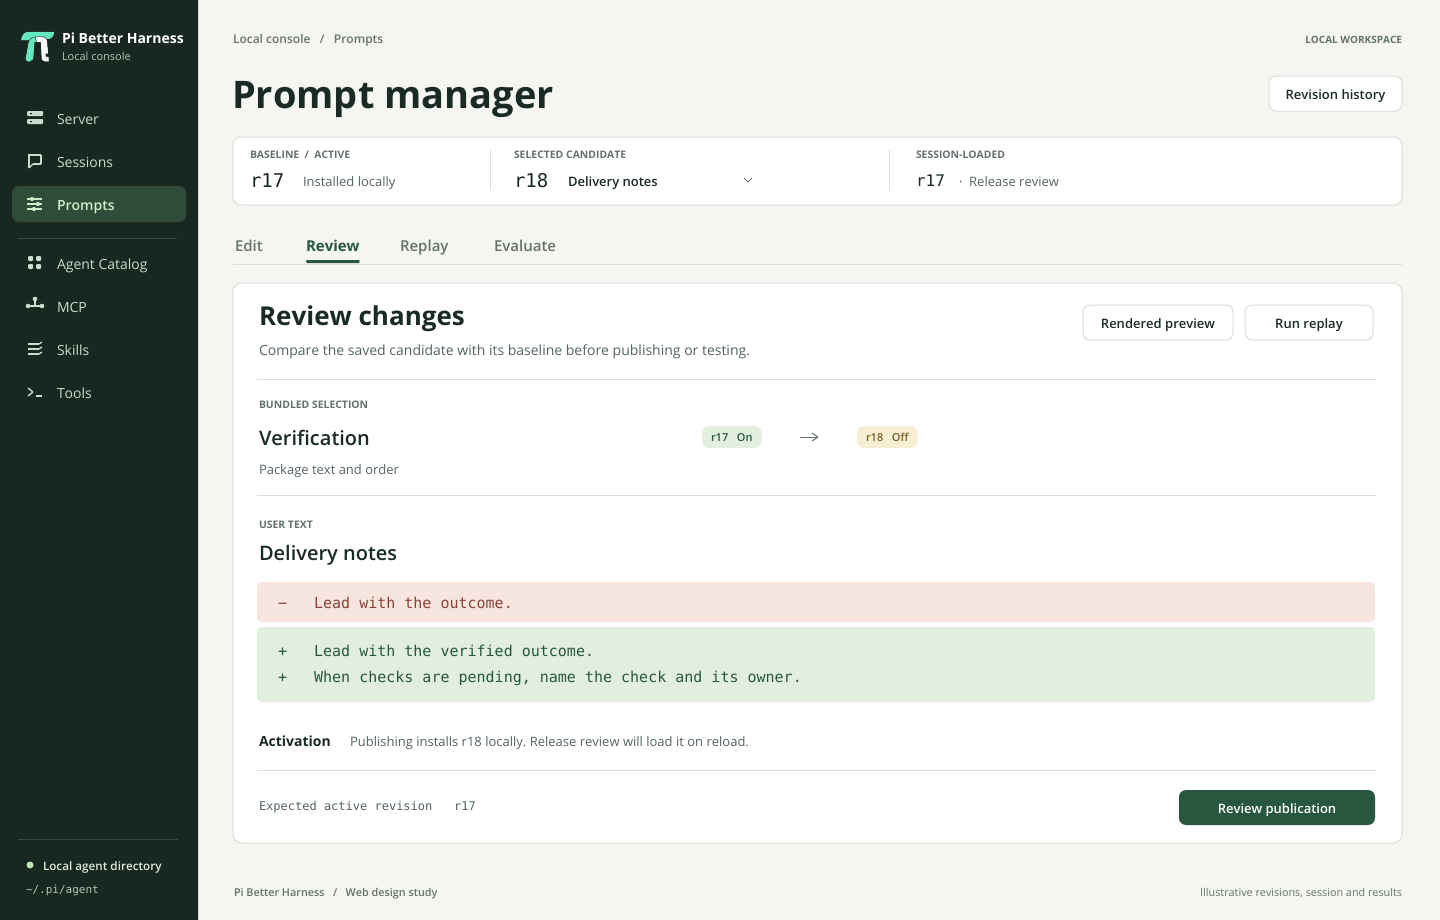 Pi Better Harness
Local console
Server
Sessions
Prompts
Agent Catalog
MCP
Skills
Tools
Local agent directory
~/.pi/agent
Local console / Prompts
LOCAL WORKSPACE
Prompt manager
Revision history
BASELINE / ACTIVE
r17 Installed locally
SELECTED CANDIDATE
r18 Delivery notes
SESSION-LOADED
r17 · Release review
Edit Review Replay Evaluate
Review changes
Compare the saved candidate with its baseline before publishing or testing.
Rendered preview
Run replay
BUNDLED SELECTION
Verification
r17 On → r18 Off
Package text and order
USER TEXT
Delivery notes
− Lead with the outcome.
+ Lead with the verified outcome.
+ When checks are pending, name the check and its owner.
Activation Publishing installs r18 locally. Release review will load it on reload.
Expected active revision r17
Review publication
Pi Better Harness / Web design study
Illustrative revisions, session and results